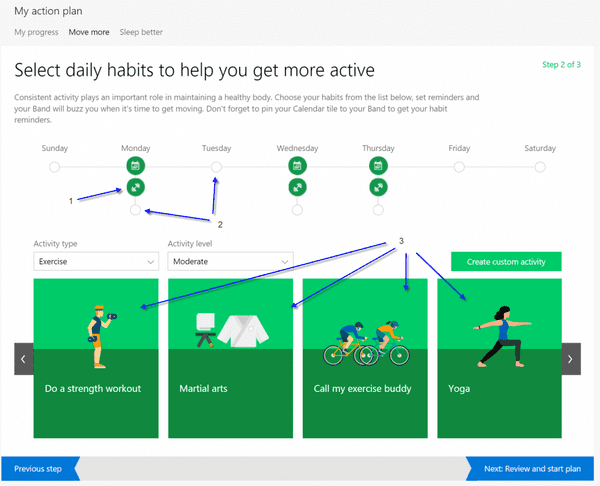 My action plan
My progress Move more Sleep better
Select daily habits to help you get more active
Step 2 of 3
Consistent activity plays an important role in maintaining a healthy body. Choose your habits from the list below, set reminders and
your Band will buzz you when it's time to get moving. Don't forget to pin your Calendar tile to your Band to get your habit
reminders.
Sunday Monday Tuesday Wednesday Thursday Friday Saturday
1
2
3
Activity type Activity level
Exercise Moderate Create custom activity
Do a strength workout Martial arts Call my exercise buddy Yoga
Previous step Next: Review and start plan